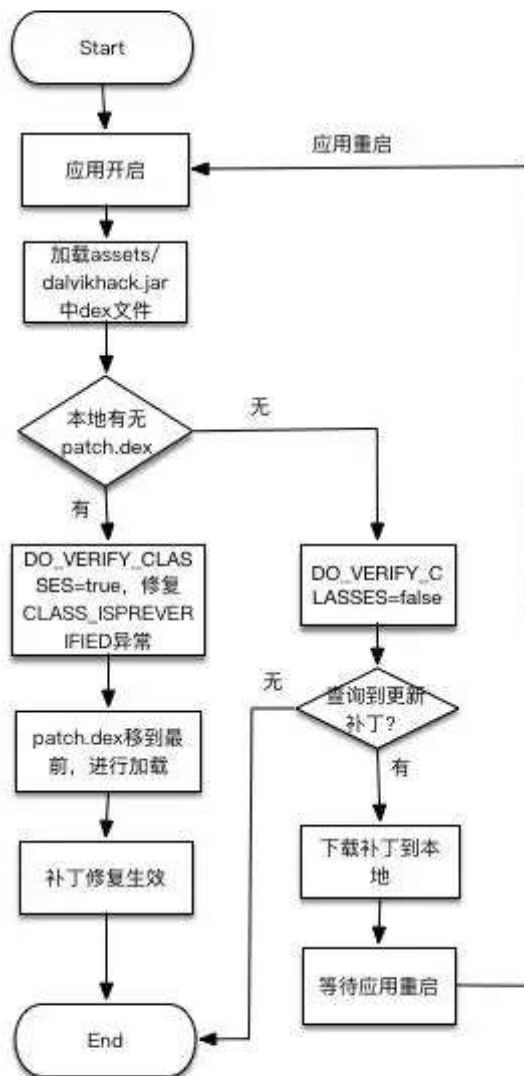 Start
应用开启
应用重启
加载assets/
dalvikhack.jar
中dex文件
本地有无
patch.dex
无
有
DO_VERIFY_CLAS
SES=true，修复
CLASS_ISPREVER
IFIED异常
DO_VERIFY_C
LASSES=false
无
查询到更新
补丁？
有
patch.dex移到最
前，进行加载
下载补丁到本
地
补丁修复生效
等待应用重启
End